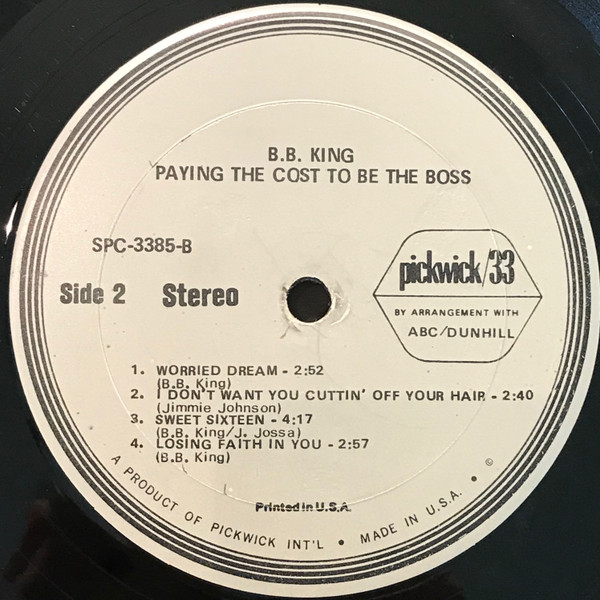 B.B. KING
PAYING THE COST TO BE THE BOSS
SPC-3385-B
Side 2 Stereo
pickwick/33
BY ARRANGEMENT WITH
ABC/DUNHILL
1. WORRIED DREAM - 2:52
(B.B. King)
2. I DON'T WANT YOU CUTTIN' OFF YOUR HAIR - 2:40
(Jimmie Johnson)
3. SWEET SIXTEEN - 4:17
(B.B. King/J. Jossa)
4. LOSING FAITH IN YOU - 2:57
(B.B. King)
Printed in U.S.A.
A PRODUCT OF PICKWICK INT'L • MADE IN U.S.A. • ©